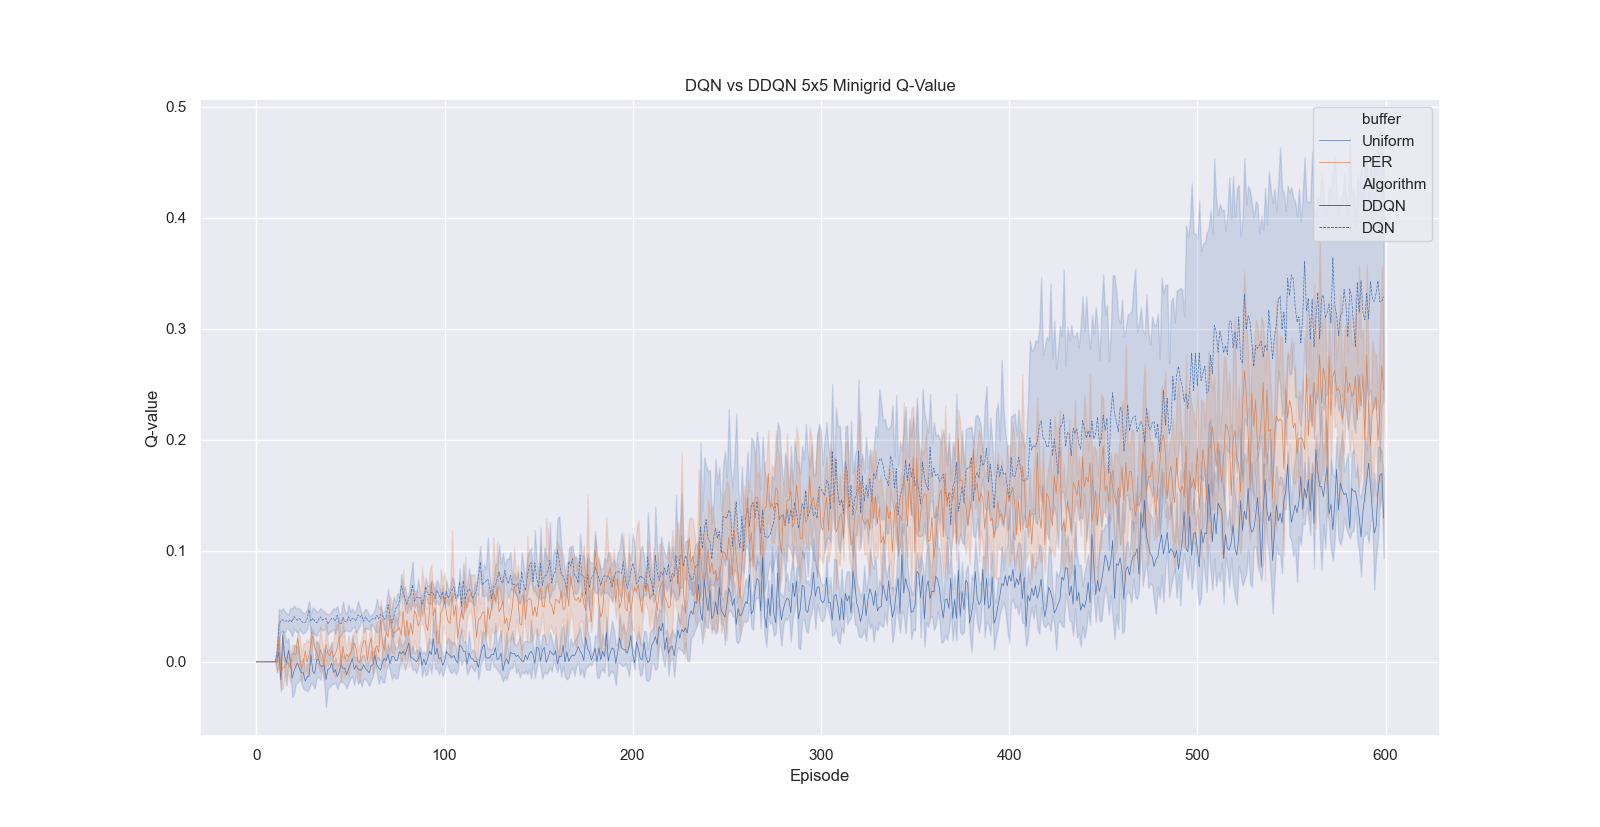 DQN vs DDQN 5x5 Minigrid Q-Value
0.5
0.4
0.3
0.2
0.1
0.0
Q-value
buffer
Uniform
PER
Algorithm
DDQN
DQN
0 100 200 300 400 500 600
Episode